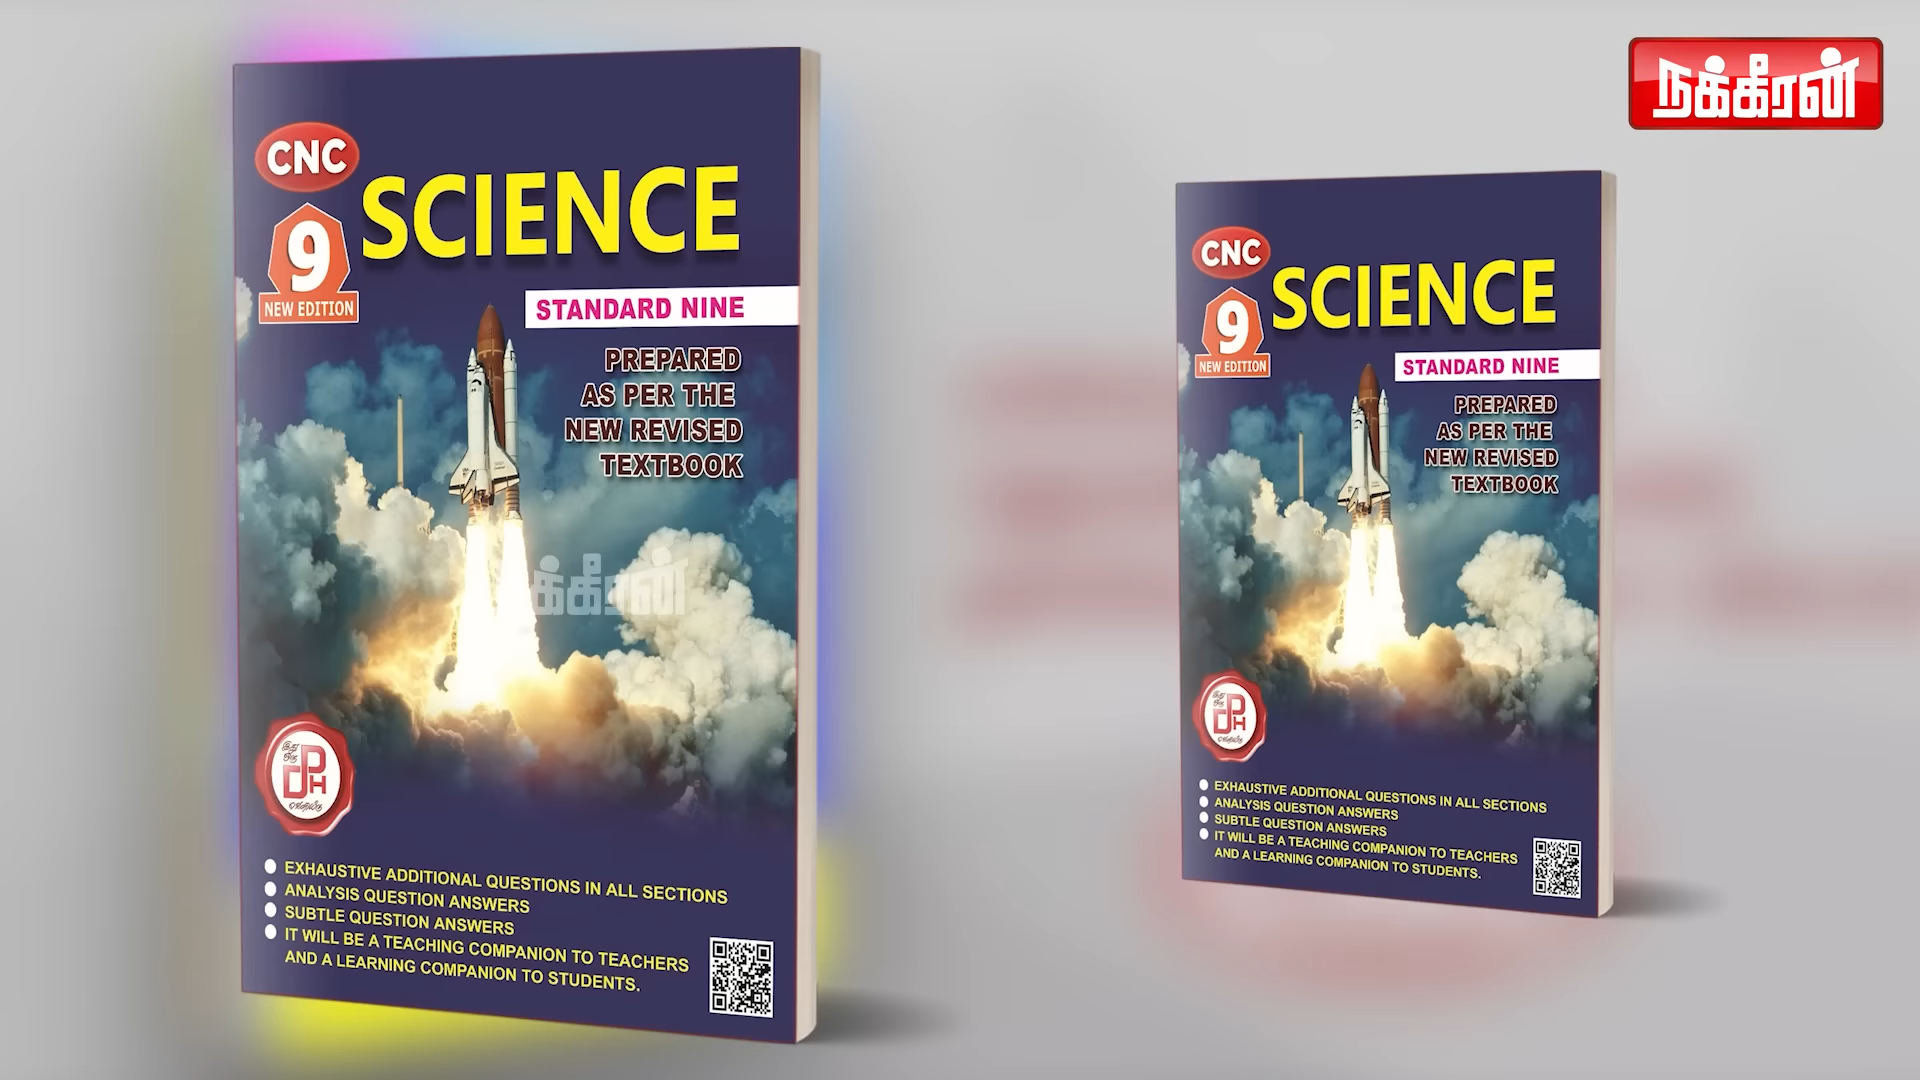 CNC
SCIENCE
9
NEW EDITION
STANDARD NINE
PREPARED
AS PER THE
NEW REVISED
TEXTBOOK
க்கீரன்
DPH
EXHAUSTIVE ADDITIONAL QUESTIONS IN ALL SECTIONS
ANALYSIS QUESTION ANSWERS
SUBTLE QUESTION ANSWERS
IT WILL BE A TEACHING COMPANION TO TEACHERS
AND A LEARNING COMPANION TO STUDENTS.
நக்கீரன்
CNC
SCIENCE
9
NEW EDITION
STANDARD NINE
PREPARED
AS PER THE
NEW REVISED
TEXTBOOK
DPH
EXHAUSTIVE ADDITIONAL QUESTIONS IN ALL SECTIONS
ANALYSIS QUESTION ANSWERS
SUBTLE QUESTION ANSWERS
IT WILL BE A TEACHING COMPANION TO TEACHERS
AND A LEARNING COMPANION TO STUDENTS.